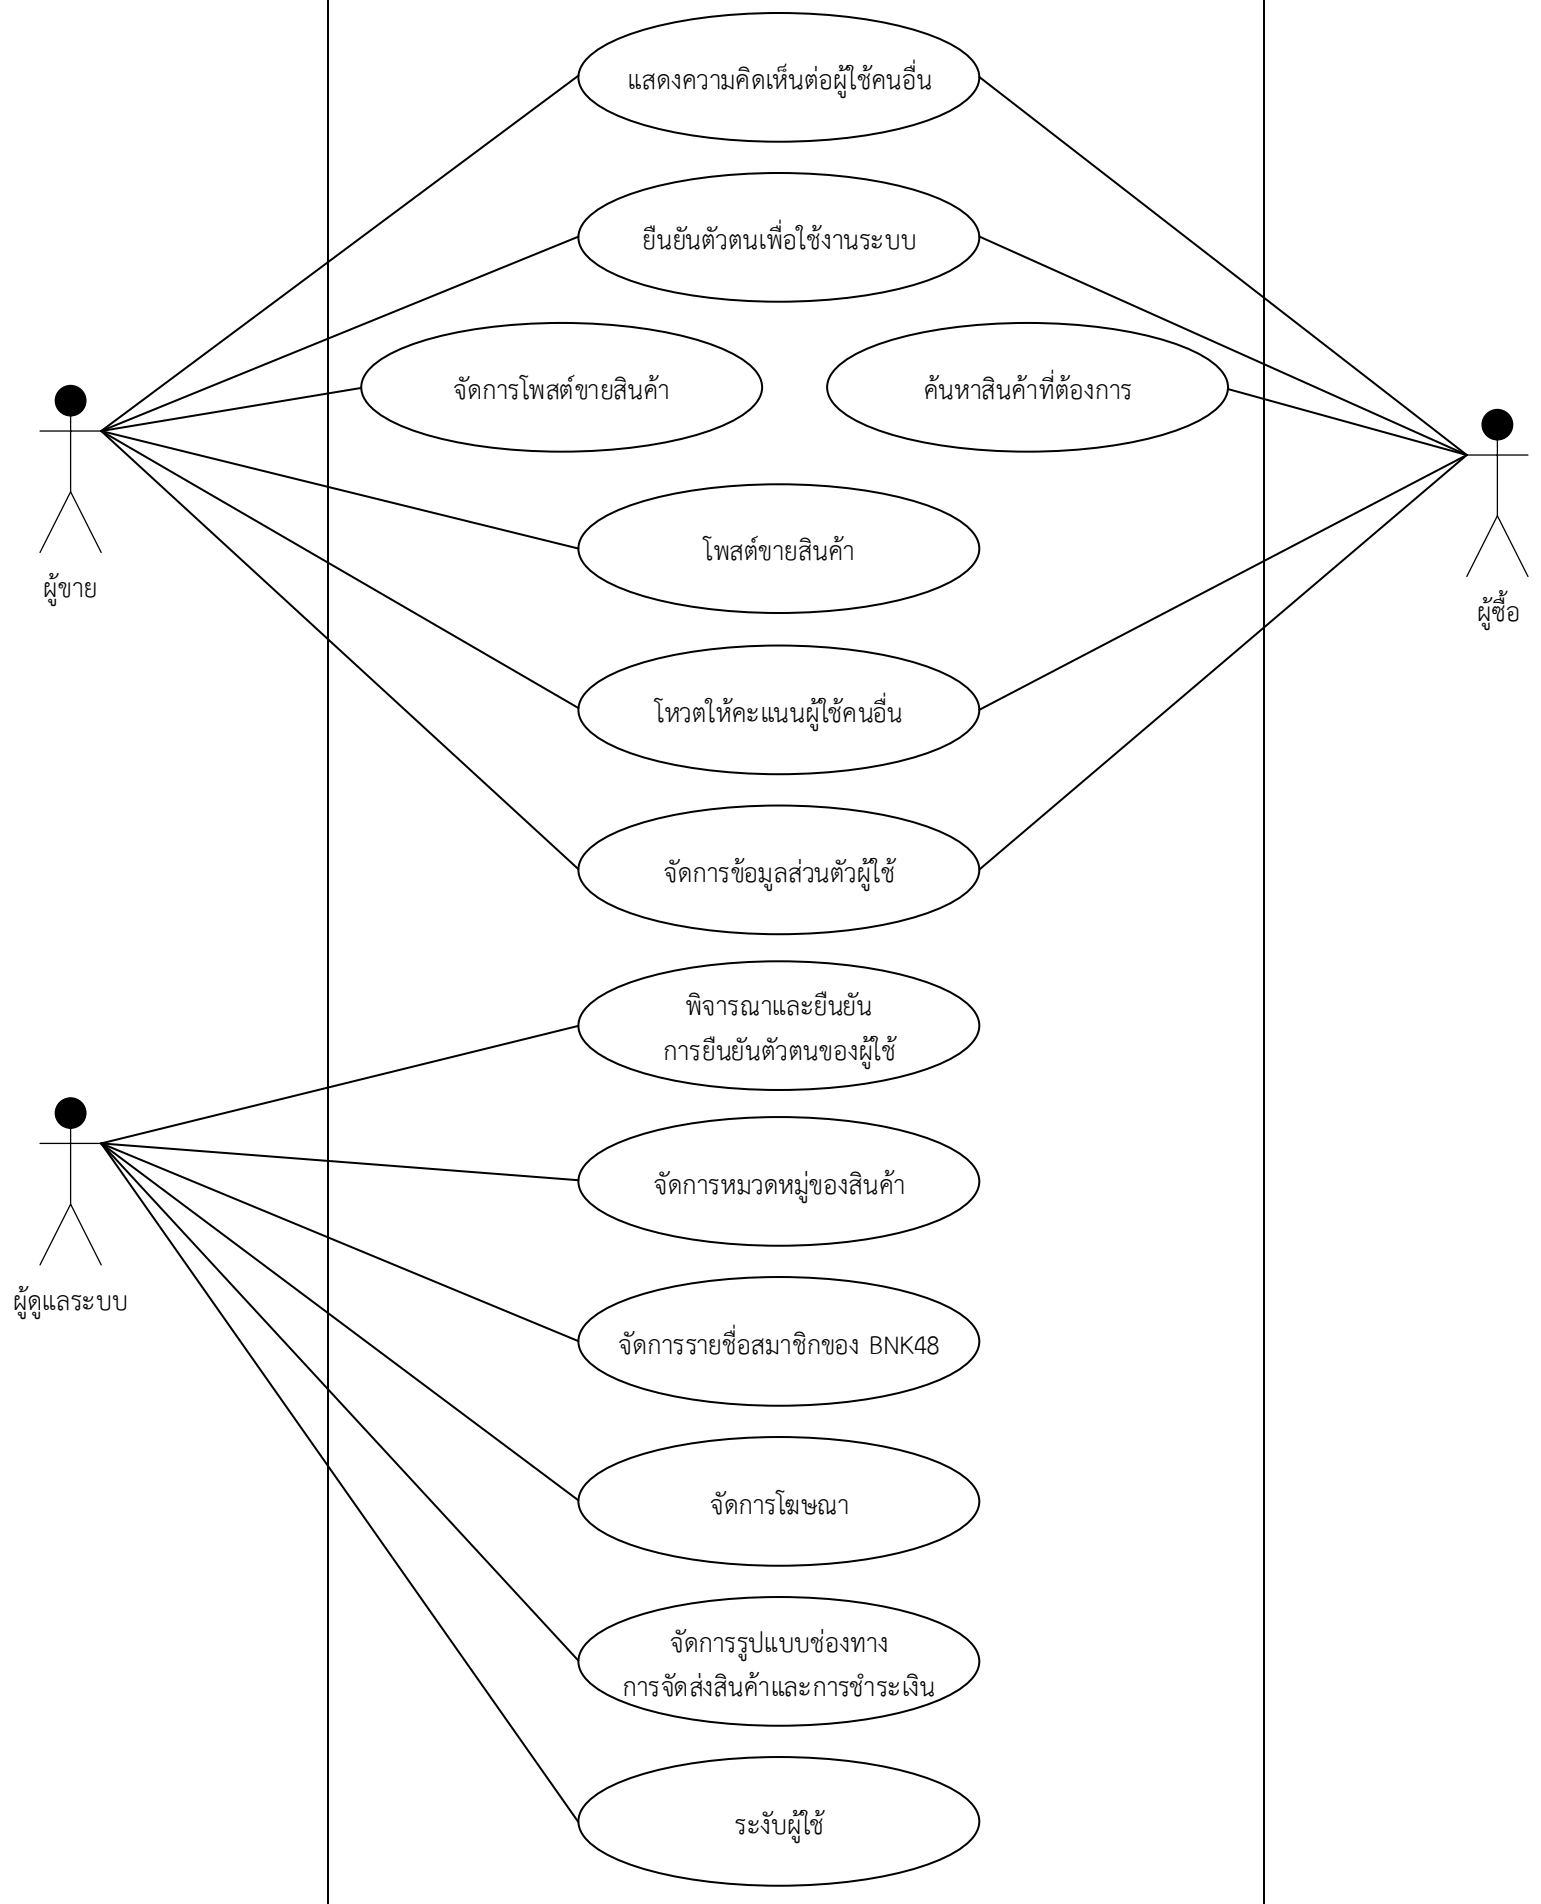 แสดงความคิดเห็นต่อผู้ใช้คนอื่น
ยืนยันตัวตนเพื่อใช้งานระบบ
จัดการโพสต์ขายสินค้า
ค้นหาสินค้าที่ต้องการ
โพสต์ขายสินค้า
ผู้ขาย
ผู้ซื้อ
โหวตให้คะแนนผู้ใช้คนอื่น
จัดการข้อมูลส่วนตัวผู้ใช้
พิจารณาและยืนยัน
การยืนยันตัวตนของผู้ใช้
จัดการหมวดหมู่ของสินค้า
ผู้ดูแลระบบ
จัดการรายชื่อสมาชิกของ BNK48
จัดการโฆษณา
จัดการรูปแบบช่องทาง
การจัดส่งสินค้าและการชำระเงิน
ระงับผู้ใช้